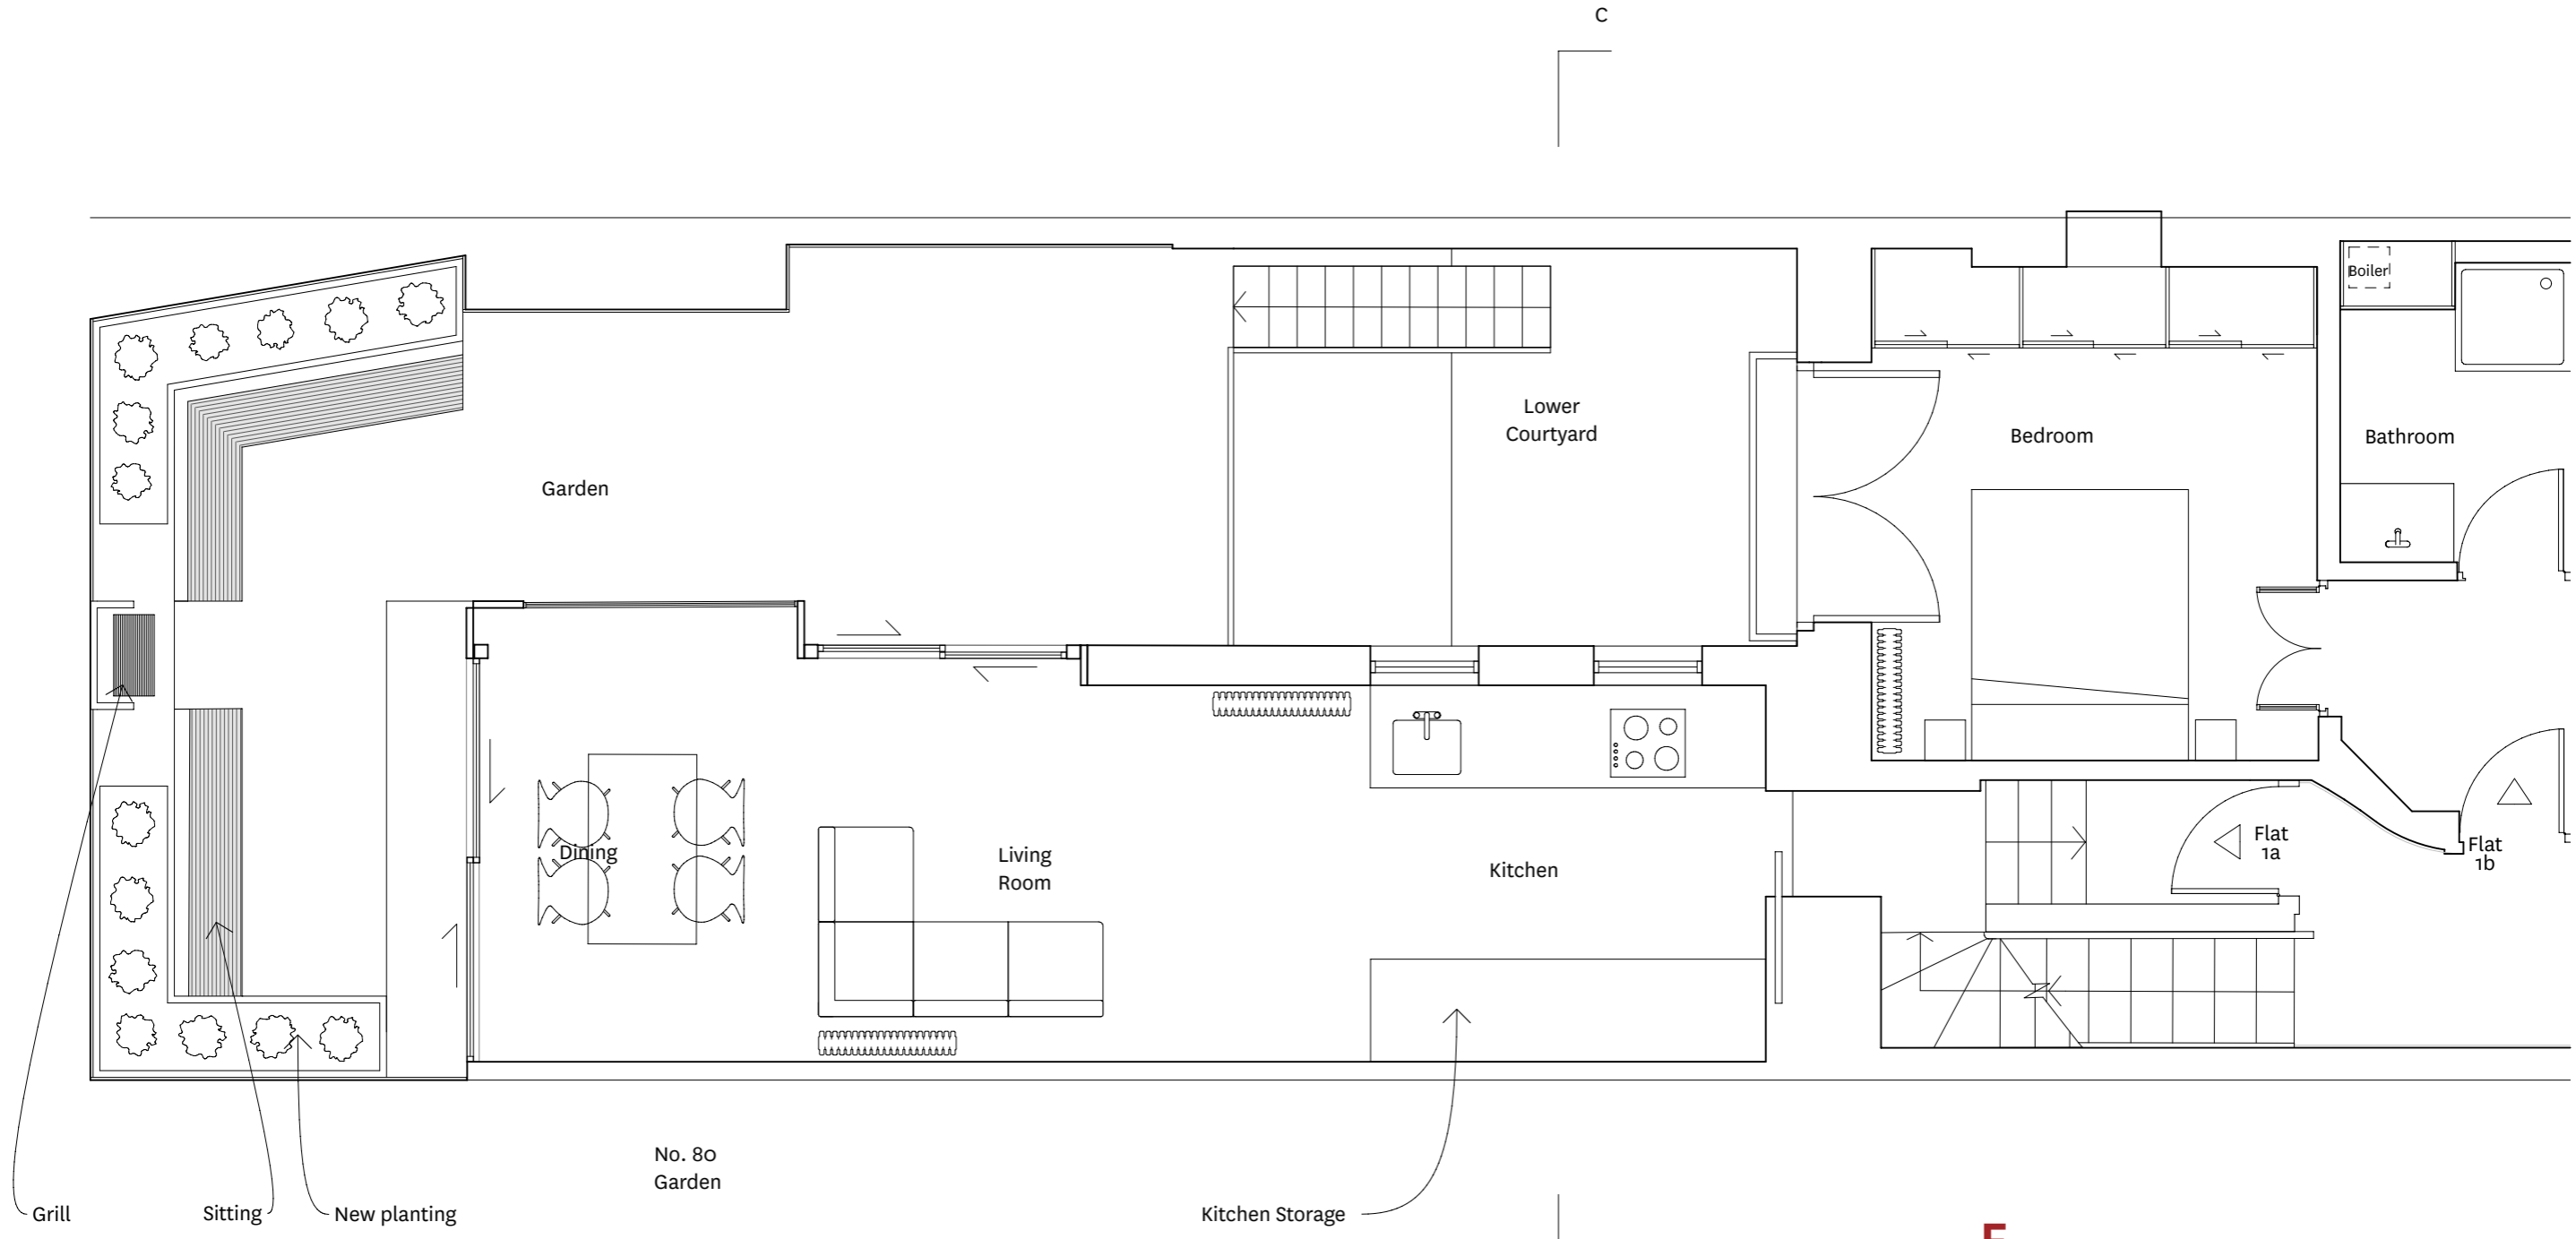 C
Boiler
Lower
Courtyard
Bedroom
Bathroom
Garden
Dining
Living
Room
Kitchen
Flat
1a
Flat
1b
No. 80
Garden
Grill
Sitting
New planting
Kitchen Storage